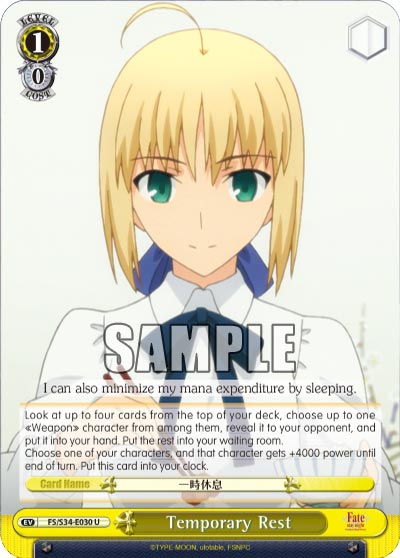 LEVEL
1
0
COST
SAMPLE
I can also minimize my mana expenditure by sleeping.
Look at up to four cards from the top of your deck, choose up to one
«Weapon» character from among them, reveal it to your opponent, and
put it into your hand. Put the rest into your waiting room.
Choose one of your characters, and that character gets +4000 power until
end of turn. Put this card into your clock.
Card Name 一時休息
EV FS/S34-E030 U Temporary Rest Fate
stay night
©TYPE-MOON, ufotable, FSNPC